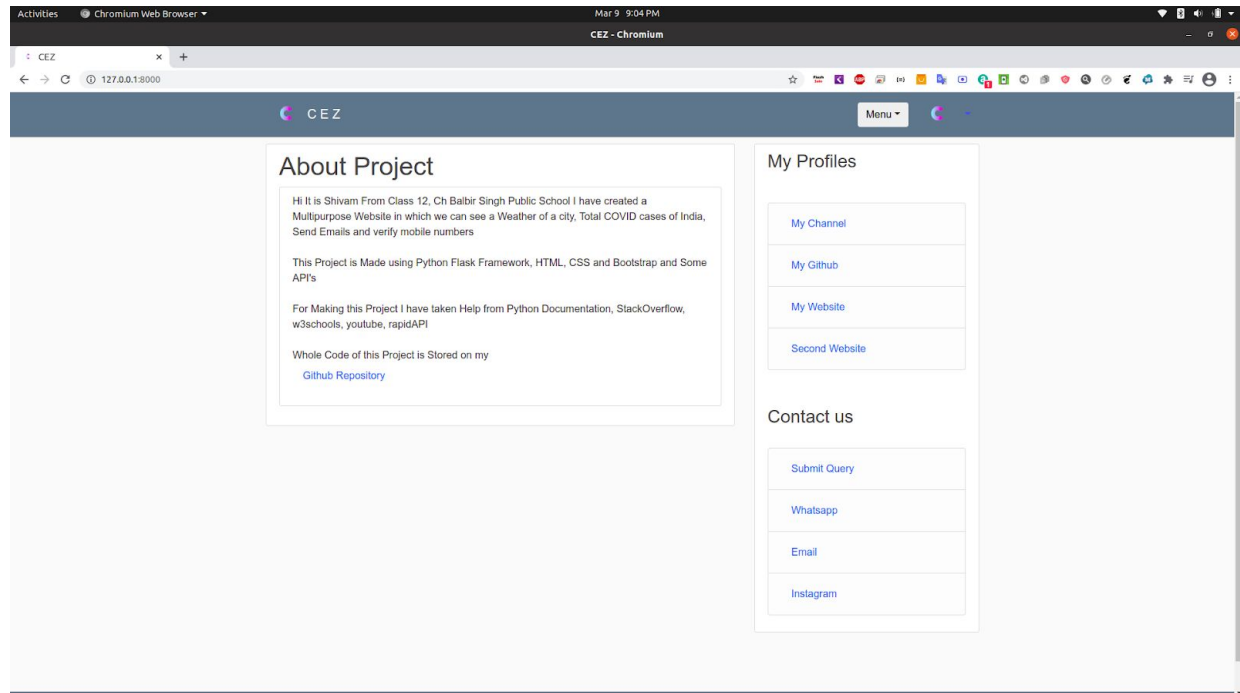 Activities
Chromium Web Browser
Mar 9 9:04 PM
CEZ - Chromium
CEZ
127.0.0.1:8000
CEZ
Menu
About Project
Hi It is Shivam From Class 12, Ch Balbir Singh Public School I have created a
Multipurpose Website in which we can see a Weather of a city, Total COVID cases of India,
Send Emails and verify mobile numbers
This Project is Made using Python Flask Framework, HTML, CSS and Bootstrap and Some
API's
For Making this Project I have taken Help from Python Documentation, StackOverflow,
w3schools, youtube, rapidAPI
Whole Code of this Project is Stored on my
Github Repository
My Profiles
My Channel
My Github
My Website
Second Website
Contact us
Submit Query
Whatsapp
Email
Instagram